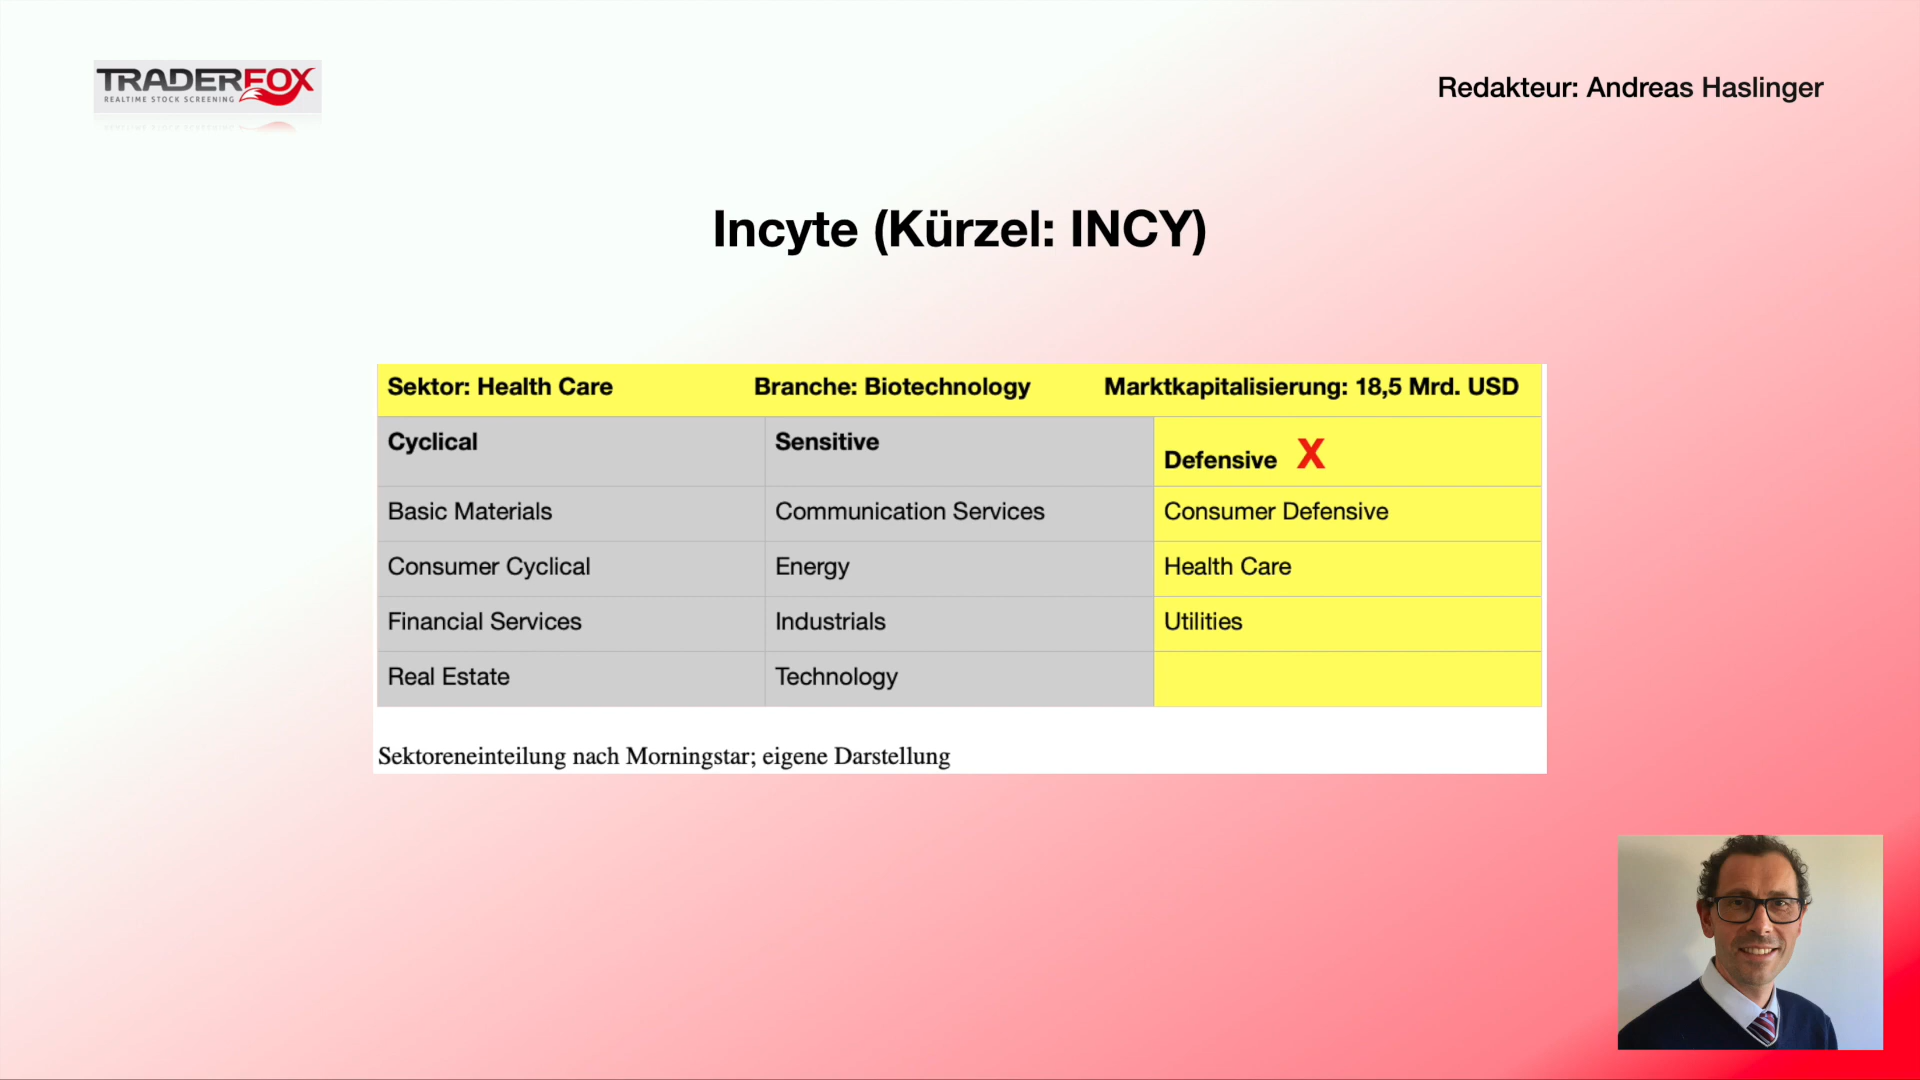 TRADERFOX
REALTIME STOCK SCREENING
Redakteur: Andreas Haslinger
Incyte (Kürzel: INCY)
Sektor: Health Care Branche: Biotechnology Marktkapitalisierung: 18,5 Mrd. USD
Cyclical Sensitive Defensive X
Basic Materials Communication Services Consumer Defensive
Consumer Cyclical Energy Health Care
Financial Services Industrials Utilities
Real Estate Technology
Sektoreneinteilung nach Morningstar; eigene Darstellung